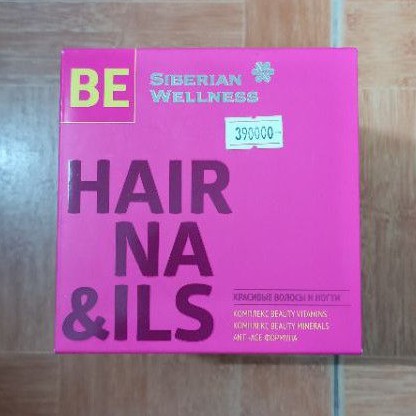 BE
SIBERIAN
WELLNESS
390000
HAIR
NA
&ILS
КРАСИВЫЕ ВОЛОСЫ И НОГТИ
КОМПЛЕКС BEAUTY VITAMINS
КОМПЛЕКС BEAUTY MINERALS
ANTI-AGE ФОРМУЛА